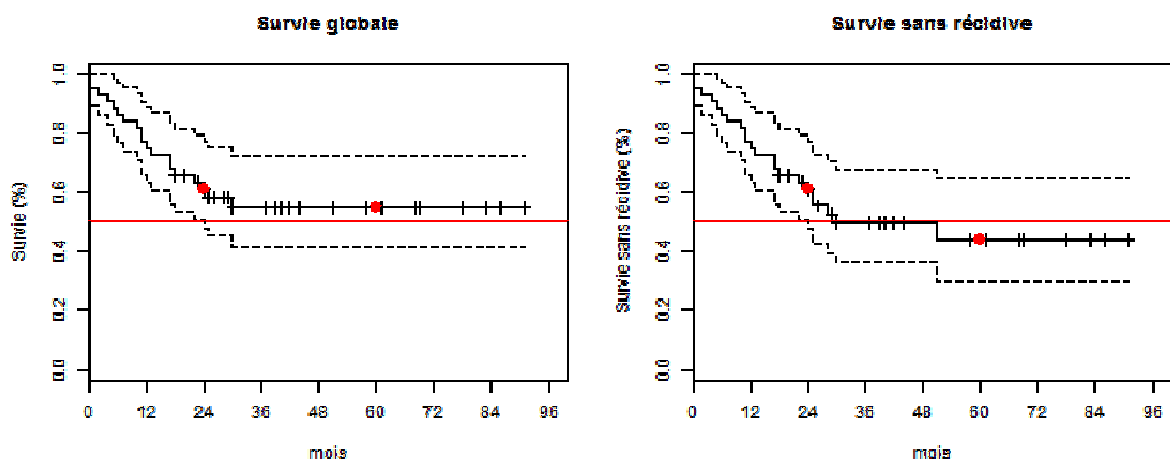 Survie globale
Survie (%)
1.0
0.8
0.6
0.4
0.2
0.0
0 12 24 36 48 60 72 84 96
mois
Survie sans récidive
Survie sans récidive (%)
1.0
0.8
0.6
0.4
0.2
0.0
0 12 24 36 48 60 72 84 96
mois